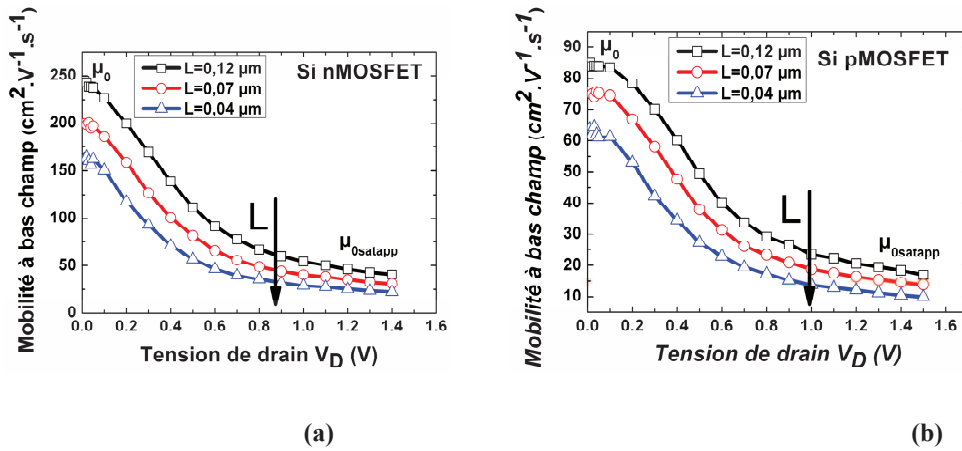 (a)
Mobilité à bas champ (cm².V⁻¹.s⁻¹)
250
200
150
100
50
0
µ₀
L=0,12 µm
L=0,07 µm
L=0,04 µm
Si nMOSFET
L
µ₀satapp
0.0 0.2 0.4 0.6 0.8 1.0 1.2 1.4 1.6
Tension de drain V_D (V)
(a)
(b)
Mobilité à bas champ (cm².V⁻¹.s⁻¹)
90
80
70
60
50
40
30
20
10
µ₀
L=0,12 µm
L=0,07 µm
L=0,04 µm
Si pMOSFET
L
µ₀satapp
0.0 0.2 0.4 0.6 0.8 1.0 1.2 1.4 1.6
Tension de drain V_D (V)
(b)